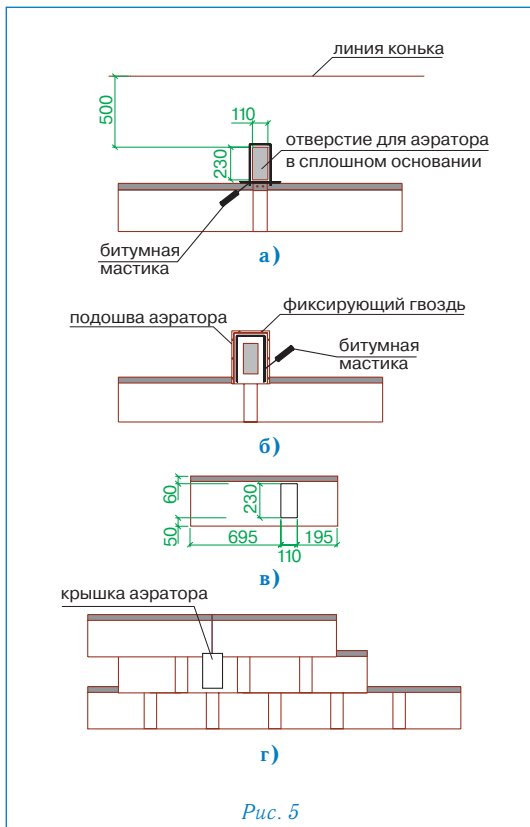 линия конька
500
110
отверстие для аэратора
в сплошном основании
230
битумная
мастика
а)
фиксирующий гвоздь
подошва аэратора
битумная
мастика
б)
60
230
50
695
110
195
в)
крышка аэратора
г)
Рис. 5